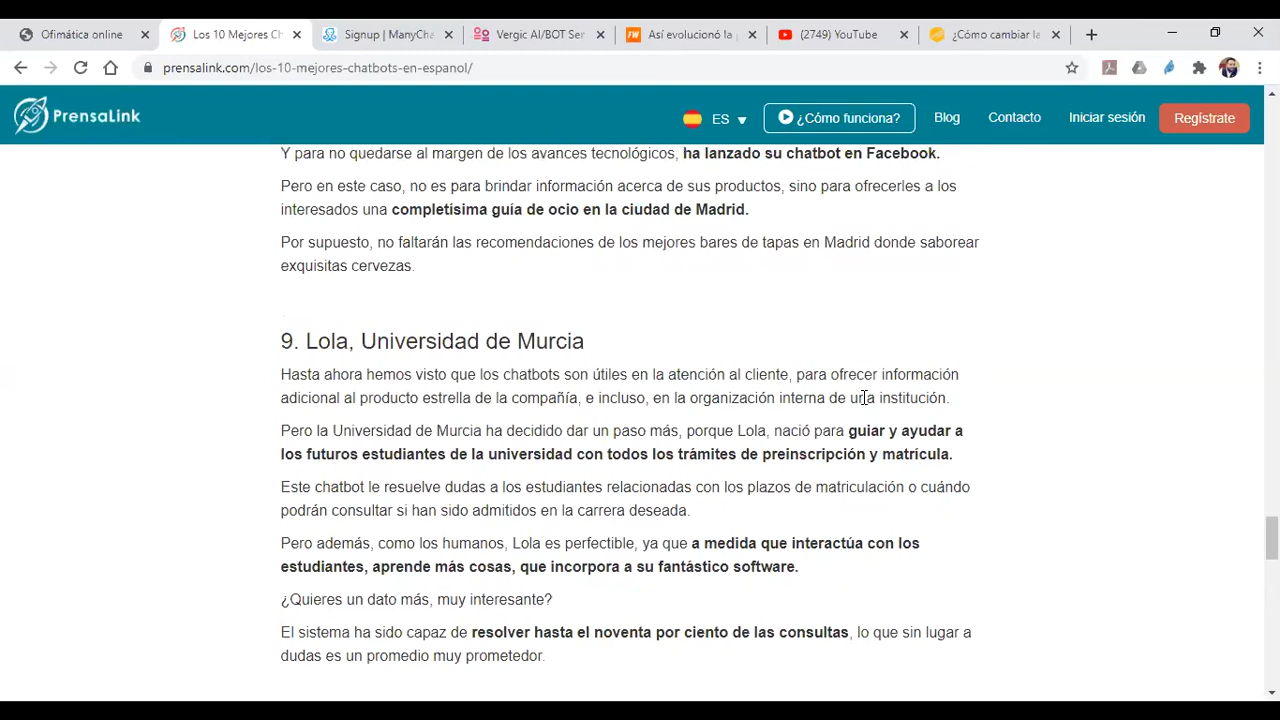 Ofimática online
Los 10 Mejores Ch
Signup | ManyCha
Vergic AI/BOT Ser
Así evolucionó la
(2749) YouTube
¿Cómo cambiar la
prensalink.com/los-10-mejores-chatbots-en-espanol/
PRENSALINK
ES
¿Cómo funciona?
Blog
Contacto
Iniciar sesión
Regístrate
Y para no quedarse al margen de los avances tecnológicos, ha lanzado su chatbot en Facebook.
Pero en este caso, no es para brindar información acerca de sus productos, sino para ofrecerles a los
interesados una completísima guía de ocio en la ciudad de Madrid.
Por supuesto, no faltarán las recomendaciones de los mejores bares de tapas en Madrid donde saborear
exquisitas cervezas.
9. Lola, Universidad de Murcia
Hasta ahora hemos visto que los chatbots son útiles en la atención al cliente, para ofrecer información
adicional al producto estrella de la compañía, e incluso, en la organización interna de una institución.
Pero la Universidad de Murcia ha decidido dar un paso más, porque Lola, nació para guiar y ayudar a
los futuros estudiantes de la universidad con todos los trámites de preinscripción y matrícula.
Este chatbot le resuelve dudas a los estudiantes relacionadas con los plazos de matriculación o cuándo
podrán consultar si han sido admitidos en la carrera deseada.
Pero además, como los humanos, Lola es perfectible, ya que a medida que interactúa con los
estudiantes, aprende más cosas, que incorpora a su fantástico software.
¿Quieres un dato más, muy interesante?
El sistema ha sido capaz de resolver hasta el noventa por ciento de las consultas, lo que sin lugar a
dudas es un promedio muy prometedor.